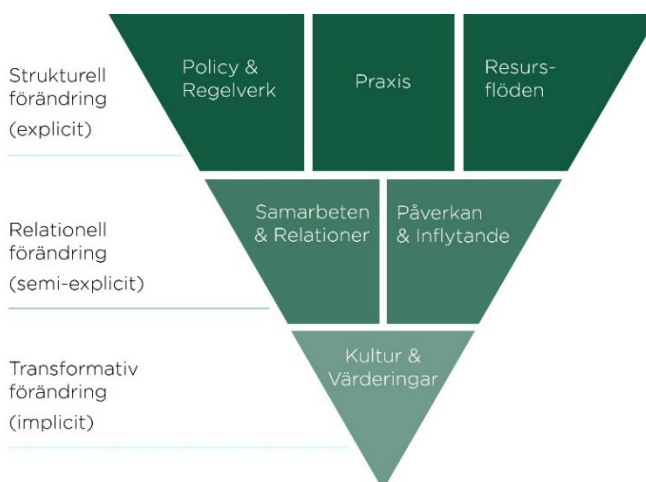 Strukturell
förändring
(explicit)
Policy &
Regelverk
Praxis
Resurs-
flöden
Relationell
förändring
(semi-explicit)
Samarbeten
& Relationer
Påverkan
& Inflytande
Transformativ
förändring
(implicit)
Kultur &
Värderingar